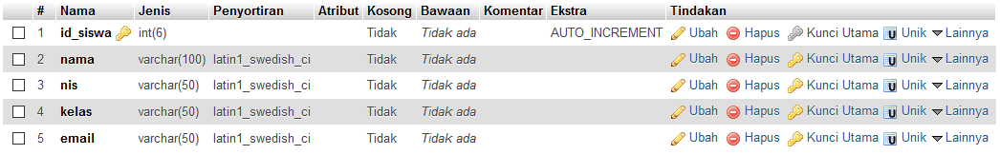 # Nama Jenis Penyortiran Atribut Kosong Bawaan Komentar Ekstra Tindakan
1 id_siswa int(6) Tidak Tidak ada AUTO_INCREMENT Ubah Hapus Kunci Utama Unik Lainnya
2 nama varchar(100) latin1_swedish_ci Tidak Tidak ada Ubah Hapus Kunci Utama Unik Lainnya
3 nis varchar(50) latin1_swedish_ci Tidak Tidak ada Ubah Hapus Kunci Utama Unik Lainnya
4 kelas varchar(50) latin1_swedish_ci Tidak Tidak ada Ubah Hapus Kunci Utama Unik Lainnya
5 email varchar(50) latin1_swedish_ci Tidak Tidak ada Ubah Hapus Kunci Utama Unik Lainnya